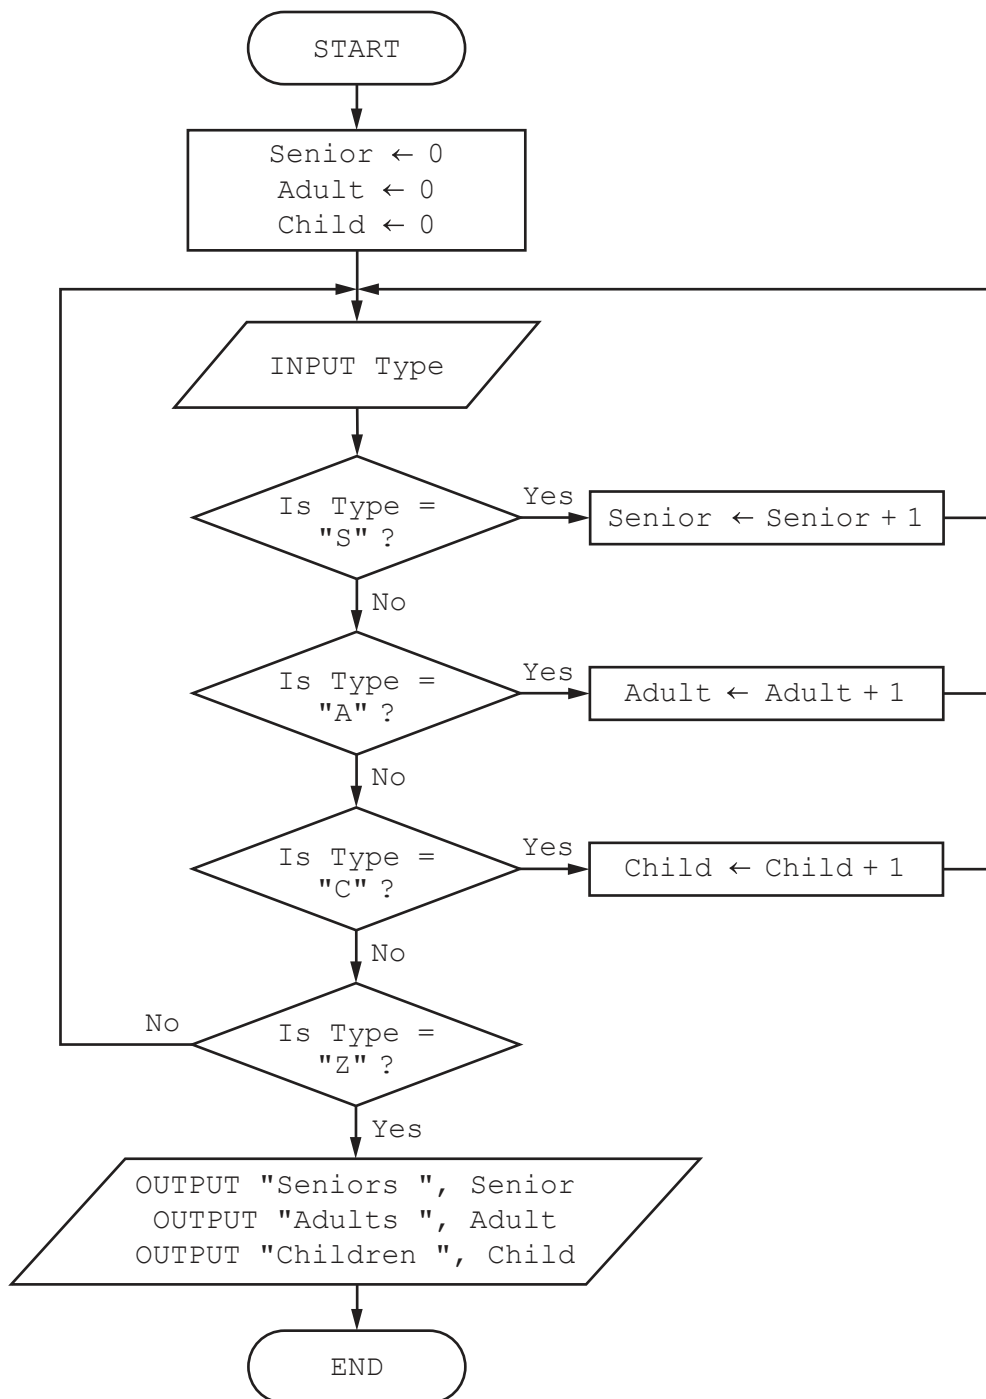 START
Senior ← 0
Adult ← 0
Child ← 0
INPUT Type
Is Type =
"S" ?
Yes
Senior ← Senior + 1
No
Is Type =
"A" ?
Yes
Adult ← Adult + 1
No
Is Type =
"C" ?
Yes
Child ← Child + 1
No
Is Type =
"Z" ?
No
Yes
OUTPUT "Seniors ", Senior
OUTPUT "Adults ", Adult
OUTPUT "Children ", Child
END